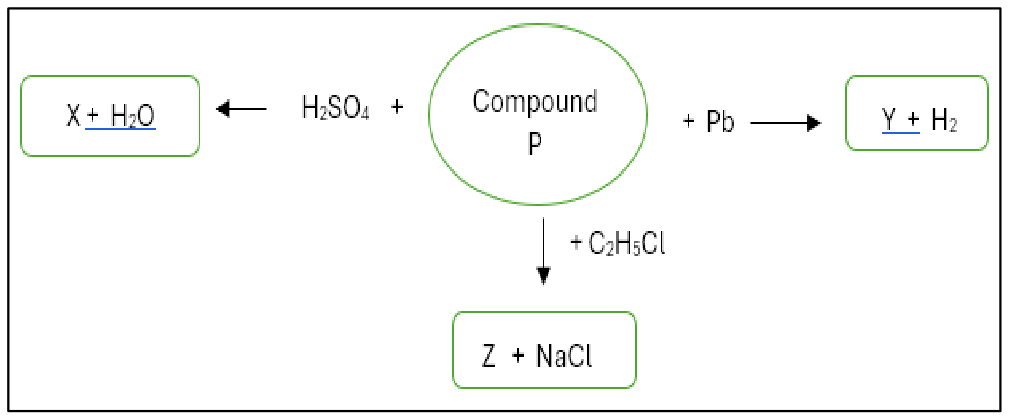 X + H₂O
H₂SO₄ +
Compound
P
+ Pb
Y + H₂
+ C₂H₅Cl
Z + NaCl